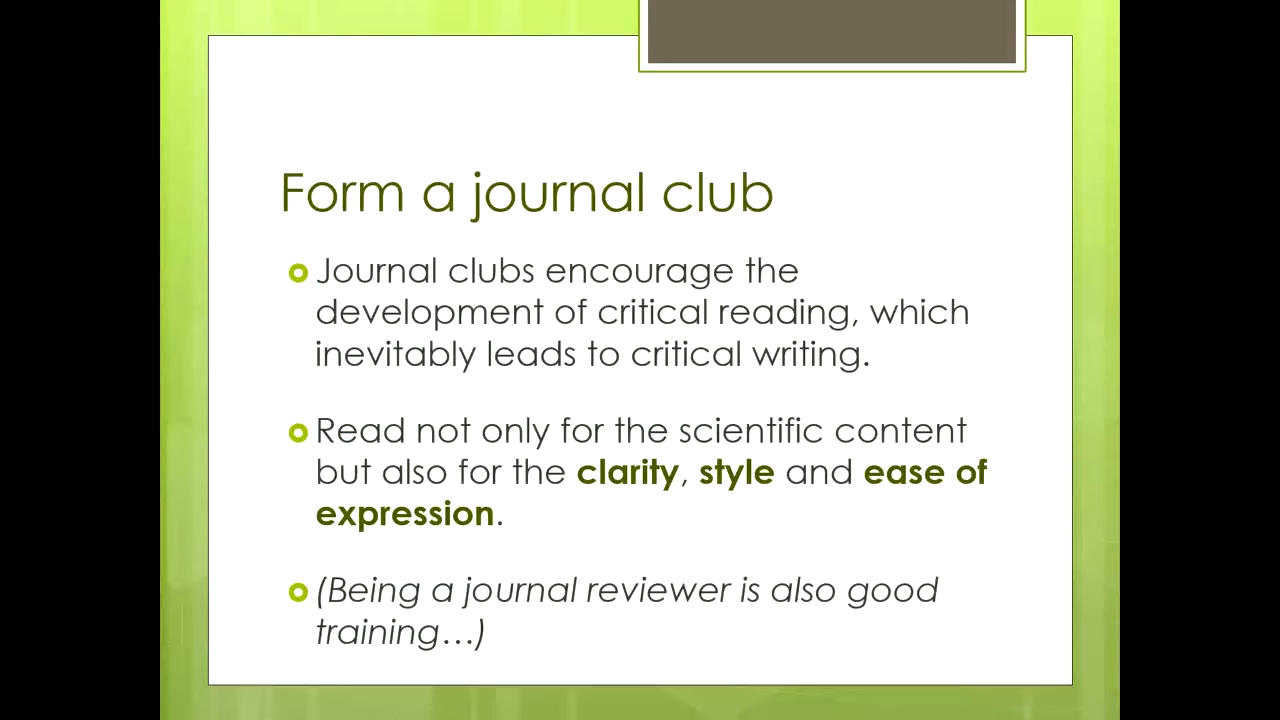 Form a journal club
Journal clubs encourage the
development of critical reading, which
inevitably leads to critical writing.
Read not only for the scientific content
but also for the clarity, style and ease of
expression.
(Being a journal reviewer is also good
training…)